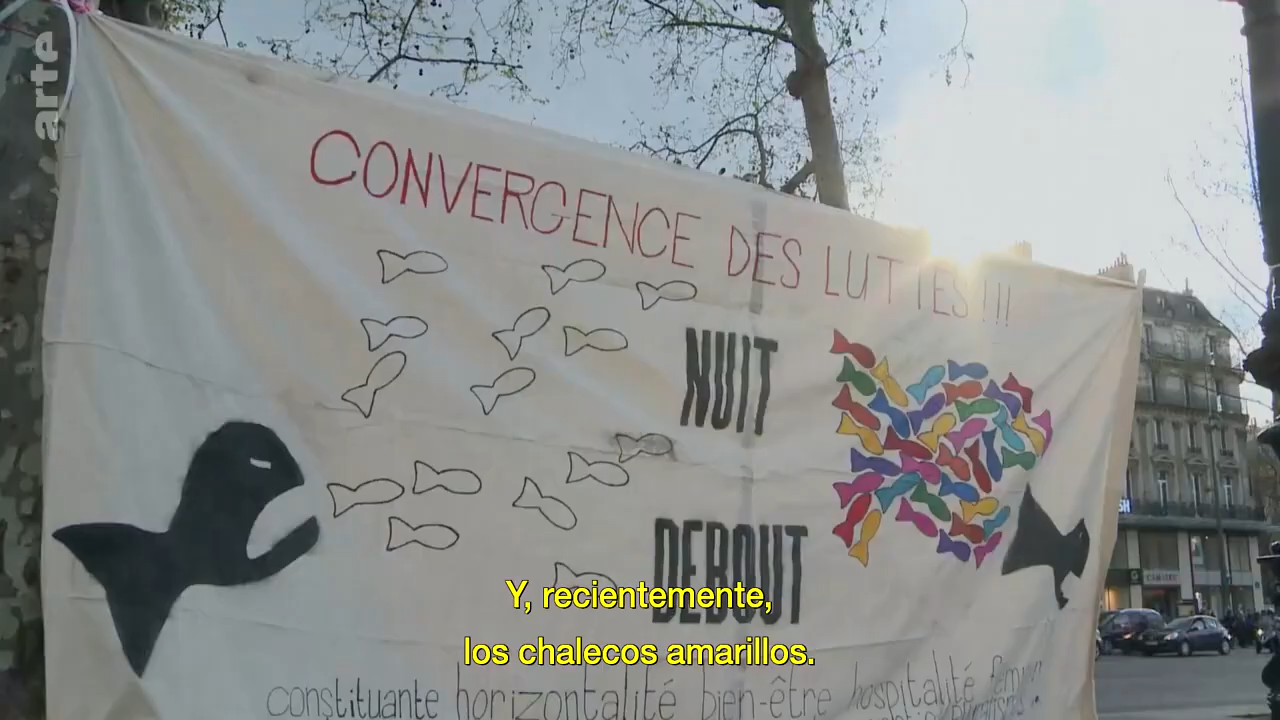 arte
CONVERGENCE DES LUTTES !!!
NUIT
DEBOUT
Y, recientemente,
los chalecos amarillos.
constituante horizontalité bien-être hospitalité